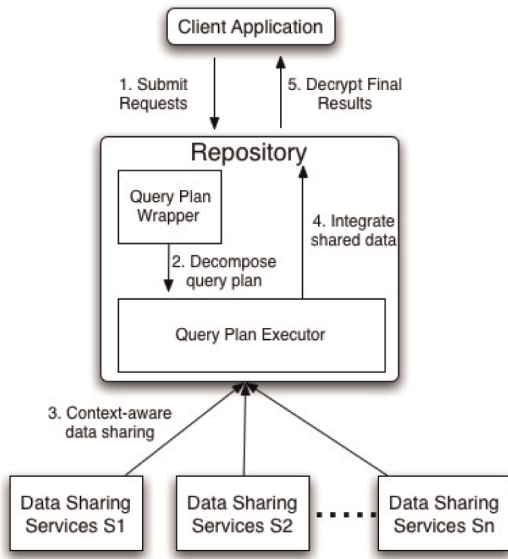 Client Application
1. Submit
Requests
5. Decrypt Final
Results
Repository
Query Plan
Wrapper
4. Integrate
shared data
2. Decompose
query plan
Query Plan Executor
3. Context-aware
data sharing
Data Sharing
Services S1
Data Sharing
Services S2
Data Sharing
Services Sn